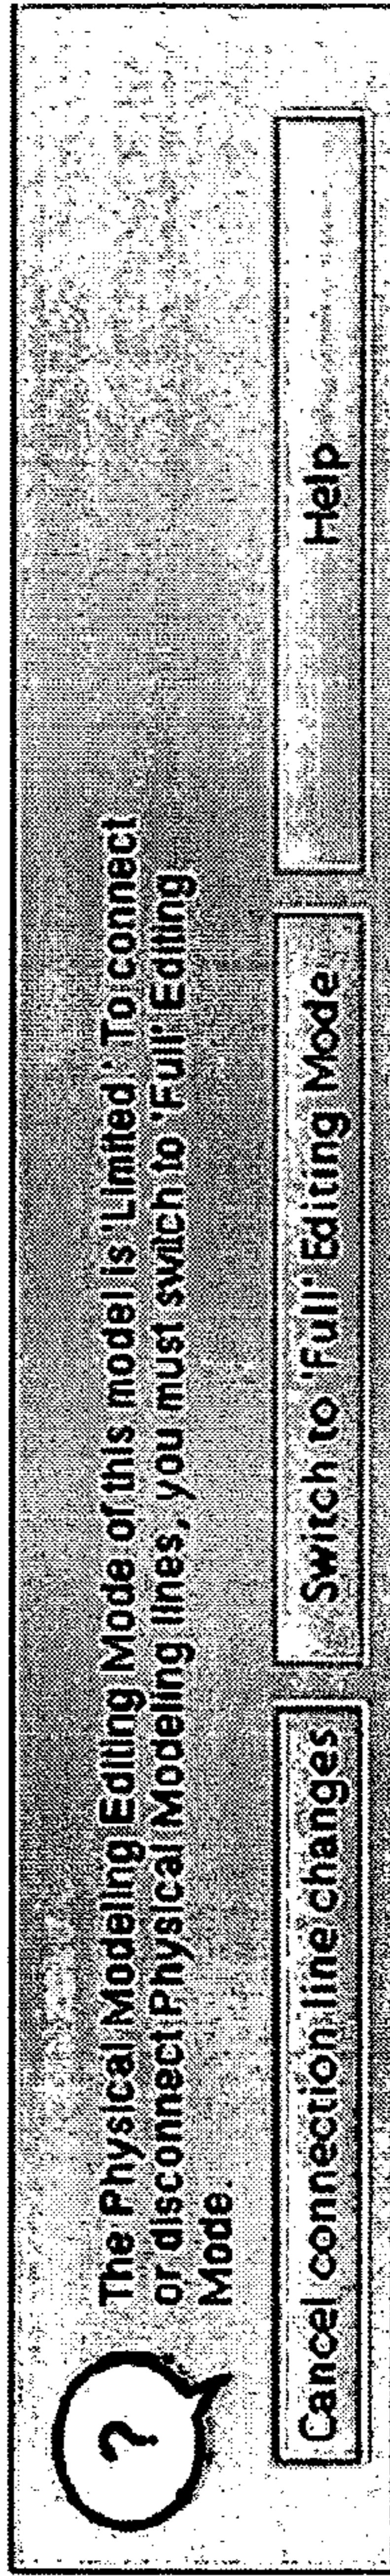 ?
The Physical Modeling Editing Mode of this model is 'Limited.' To connect
or disconnect Physical Modeling lines, you must switch to 'Full' Editing
Mode.
Cancel connection line changes
Switch to 'Full' Editing Mode
Help